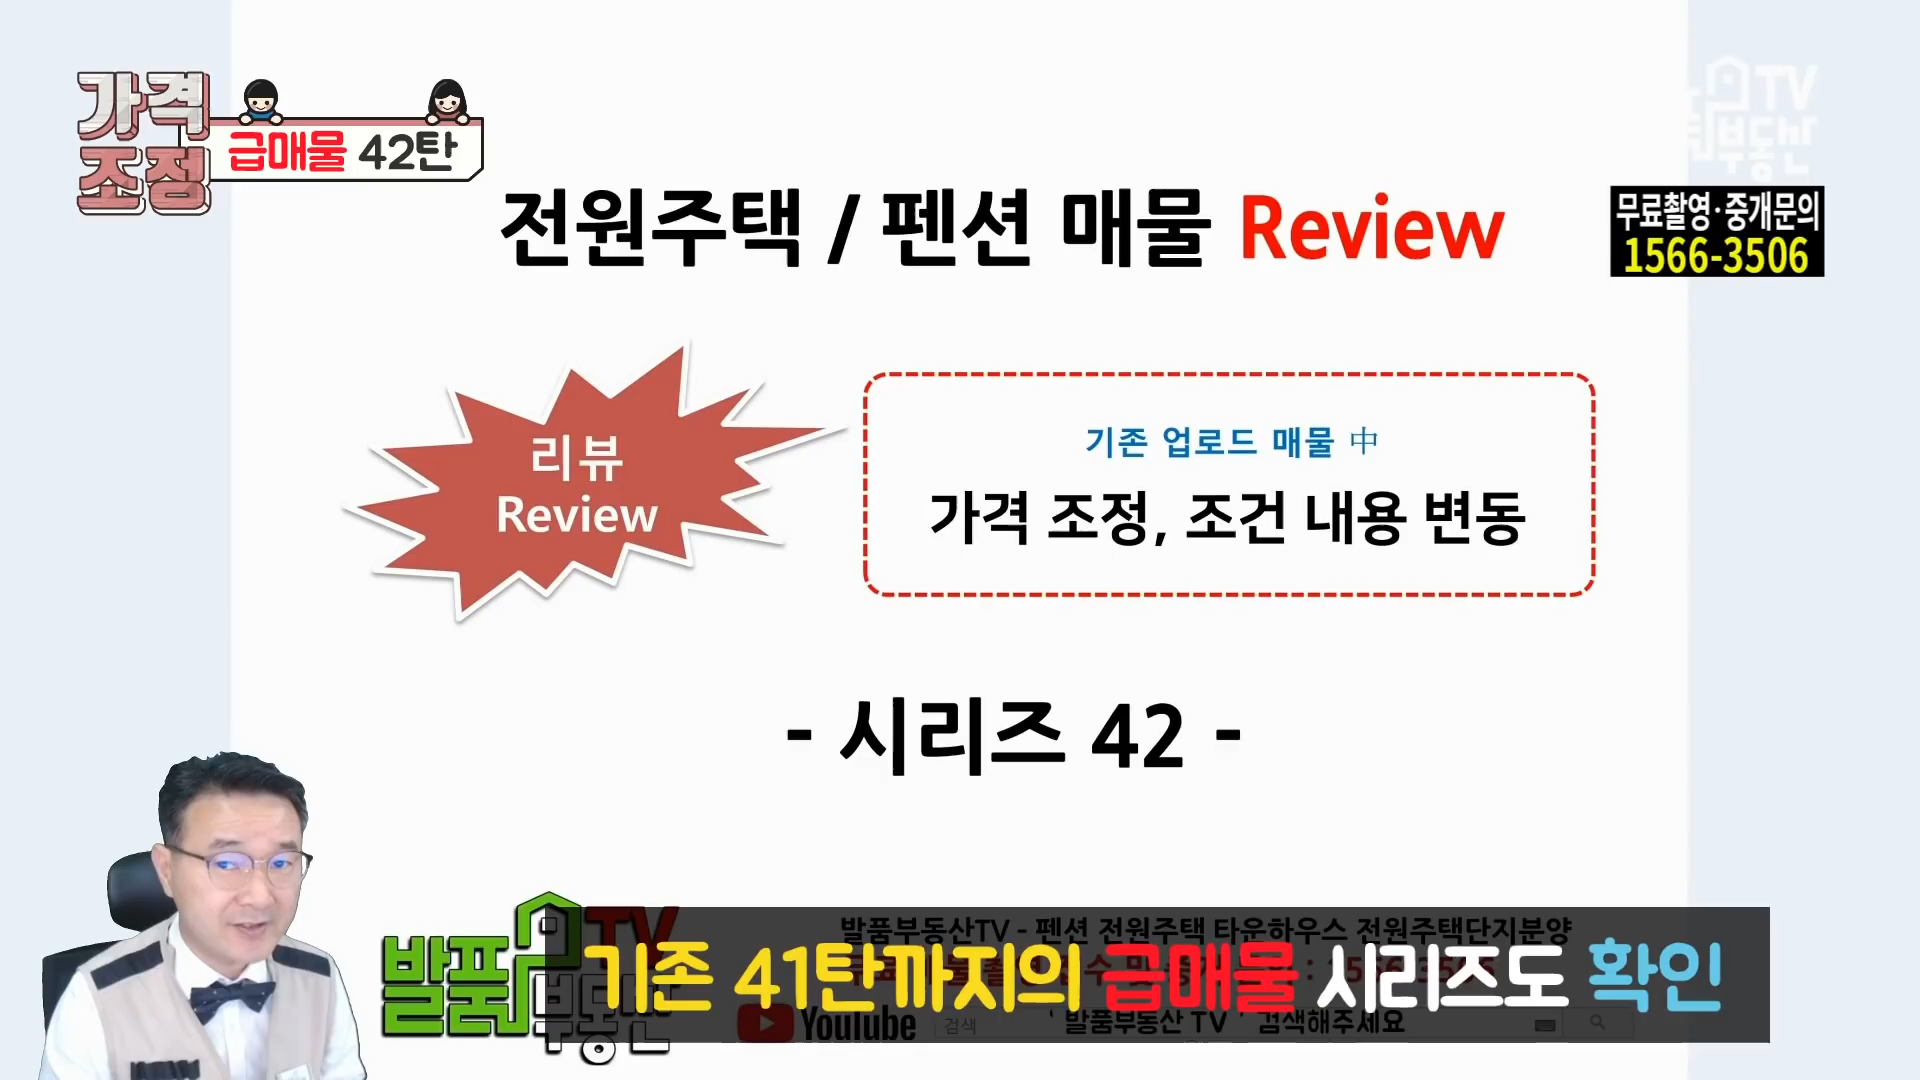 가격
조정
급매물 42탄
TV
부동산
전원주택 / 펜션 매물 Review
무료촬영·중개문의
1566-3506
리뷰
Review
기존 업로드 매물 中
가격 조정, 조건 내용 변동
- 시리즈 42 -
발품부동산TV - 펜션 전원주택 타운하우스 전원주택단지분양
발품
부동산
TV
기존 41탄까지의 급매물 시리즈도 확인
YouTube
검색
' 발품부동산 TV ' 검색해주세요